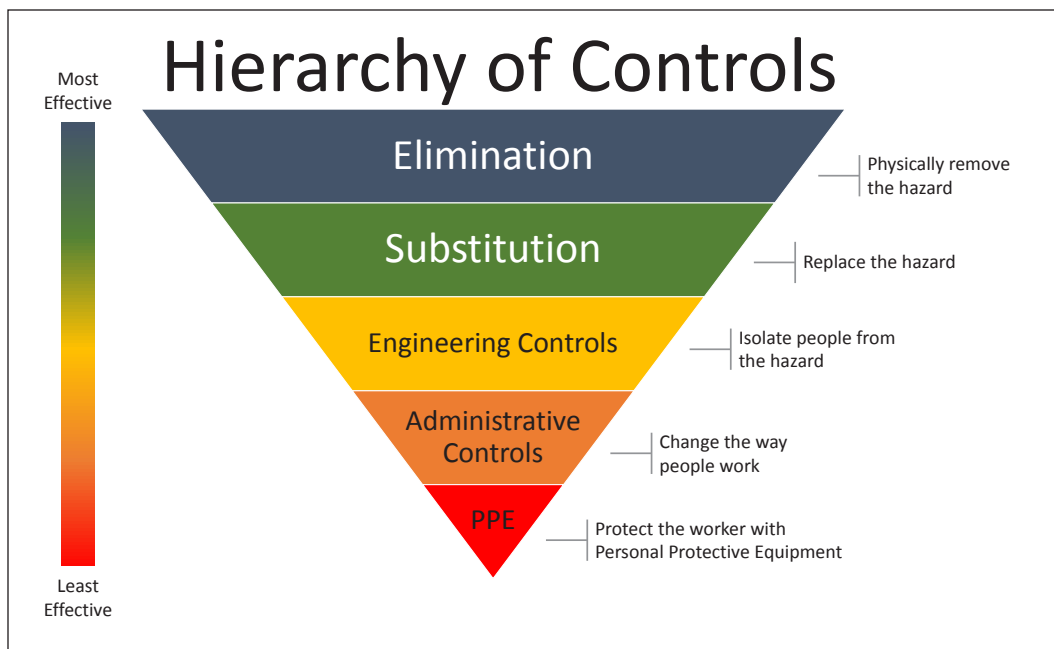 Hierarchy of Controls
Most
Effective
Elimination
Physically remove
the hazard
Substitution
Replace the hazard
Engineering Controls
Isolate people from
the hazard
Administrative
Controls
Change the way
people work
PPE
Protect the worker with
Personal Protective Equipment
Least
Effective